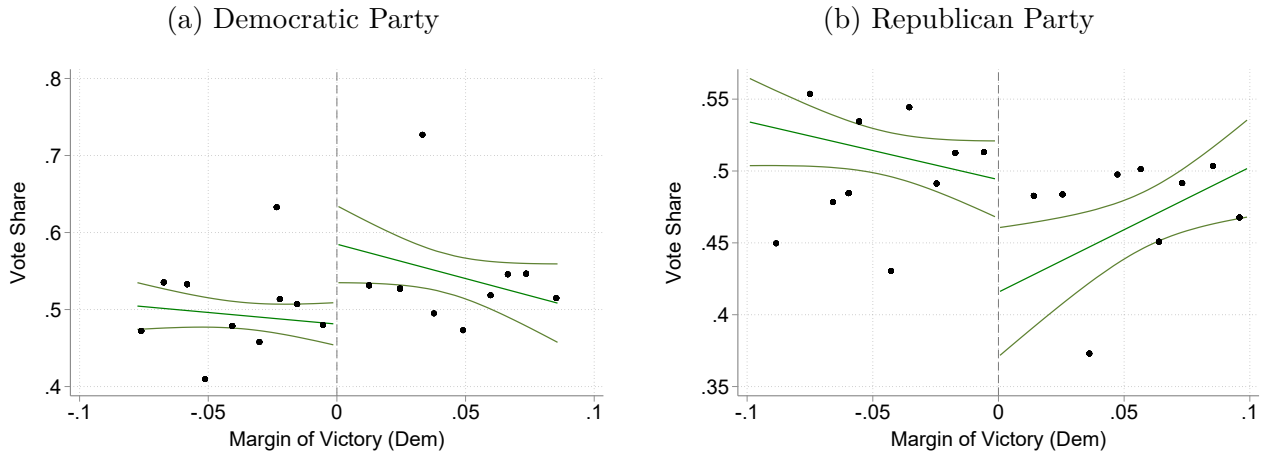 (a) Democratic Party
.8
.7
.6
.5
.4
-.1 -.05 0 .05 .1
Vote Share
Margin of Victory (Dem)
(b) Republican Party
.55
.5
.45
.4
.35
-.1 -.05 0 .05 .1
Vote Share
Margin of Victory (Dem)